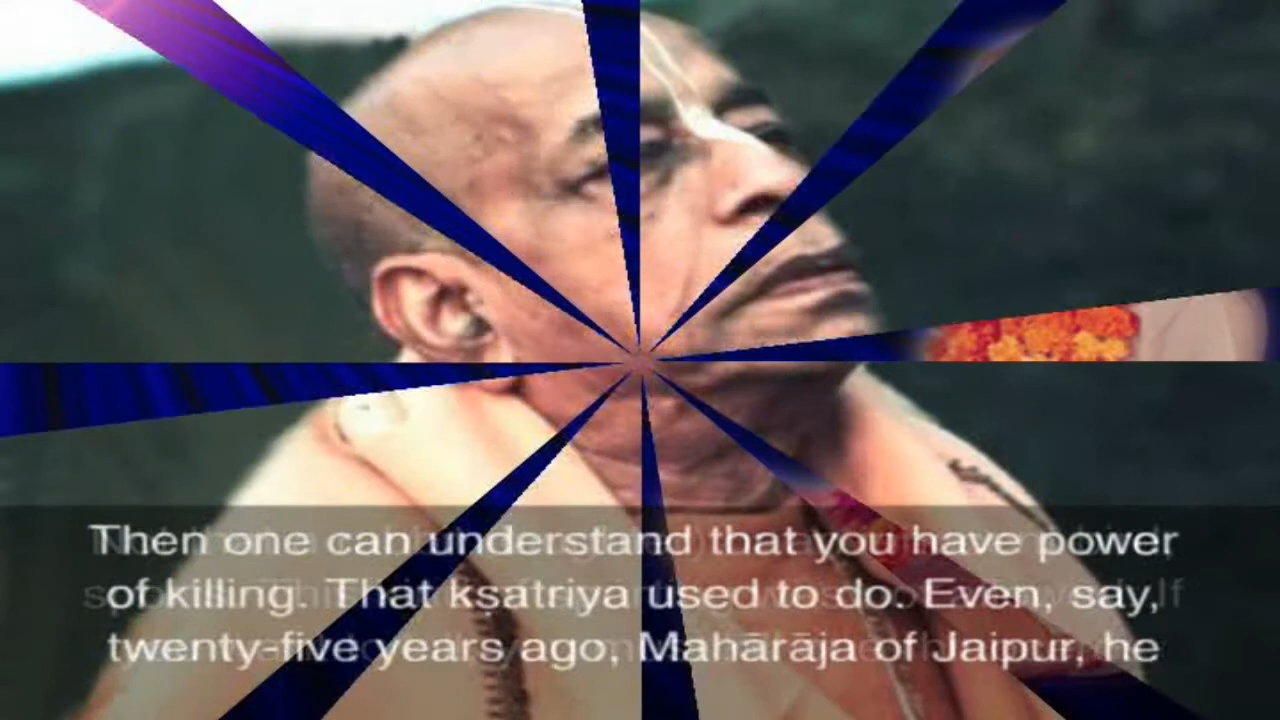 Then one can understand that you have power
of killing. That kṣatriya used to do. Even, say,
twenty-five years ago, Mahārāja of Jaipur, he